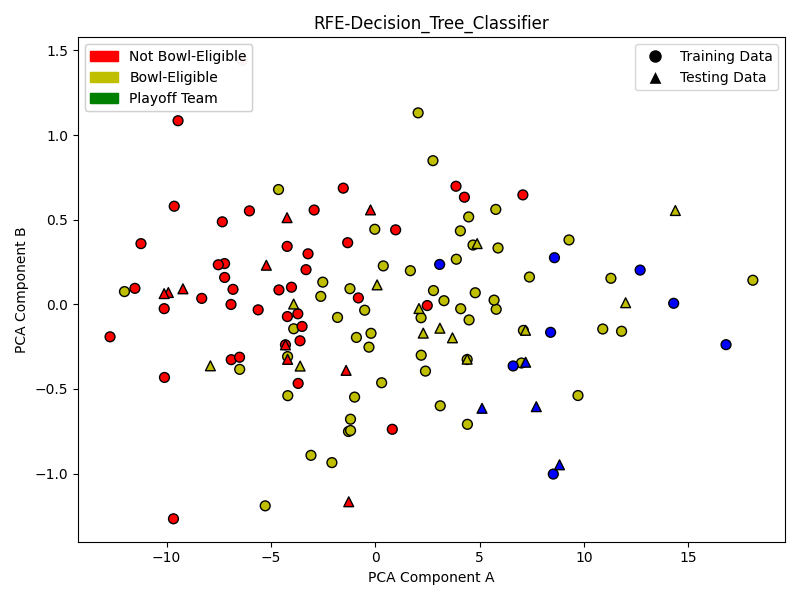 RFE-Decision_Tree_Classifier
Not Bowl-Eligible
Bowl-Eligible
Playoff Team
Training Data
Testing Data
1.5
1.0
0.5
0.0
−0.5
−1.0
PCA Component B
−10
−5
0
5
10
15
PCA Component A